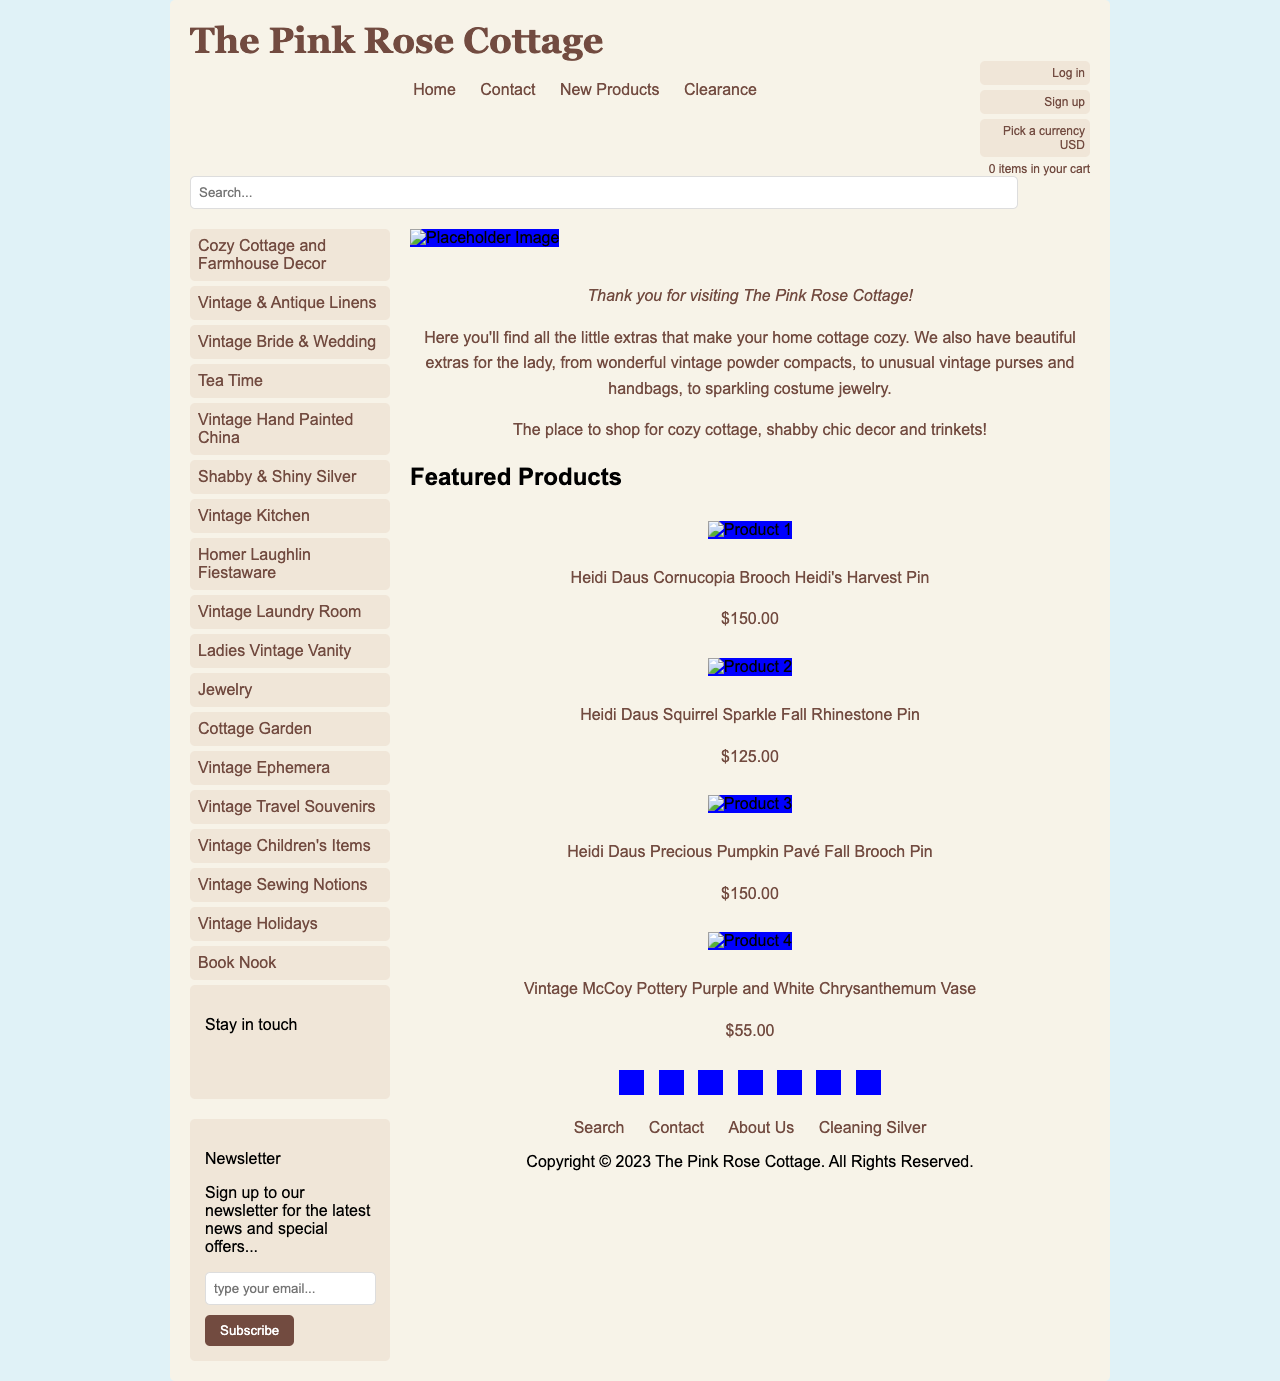 The Pink Rose Cottage
Home Contact New Products Clearance
Log in
Sign up
Pick a currency
USD
0 items in your cart
Search...
Cozy Cottage and
Farmhouse Decor
Vintage & Antique Linens
Vintage Bride & Wedding
Tea Time
Vintage Hand Painted
China
Shabby & Shiny Silver
Vintage Kitchen
Homer Laughlin
Fiestaware
Vintage Laundry Room
Ladies Vintage Vanity
Jewelry
Cottage Garden
Vintage Ephemera
Vintage Travel Souvenirs
Vintage Children's Items
Vintage Sewing Notions
Vintage Holidays
Book Nook
Stay in touch
Newsletter
Sign up to our
newsletter for the latest
news and special
offers...
type your email...
Subscribe
Placeholder Image
Thank you for visiting The Pink Rose Cottage!
Here you'll find all the little extras that make your home cottage cozy. We also have beautiful
extras for the lady, from wonderful vintage powder compacts, to unusual vintage purses and
handbags, to sparkling costume jewelry.
The place to shop for cozy cottage, shabby chic decor and trinkets!
Featured Products
Product 1
Heidi Daus Cornucopia Brooch Heidi's Harvest Pin
$150.00
Product 2
Heidi Daus Squirrel Sparkle Fall Rhinestone Pin
$125.00
Product 3
Heidi Daus Precious Pumpkin Pavé Fall Brooch Pin
$150.00
Product 4
Vintage McCoy Pottery Purple and White Chrysanthemum Vase
$55.00
Search Contact About Us Cleaning Silver
Copyright © 2023 The Pink Rose Cottage. All Rights Reserved.